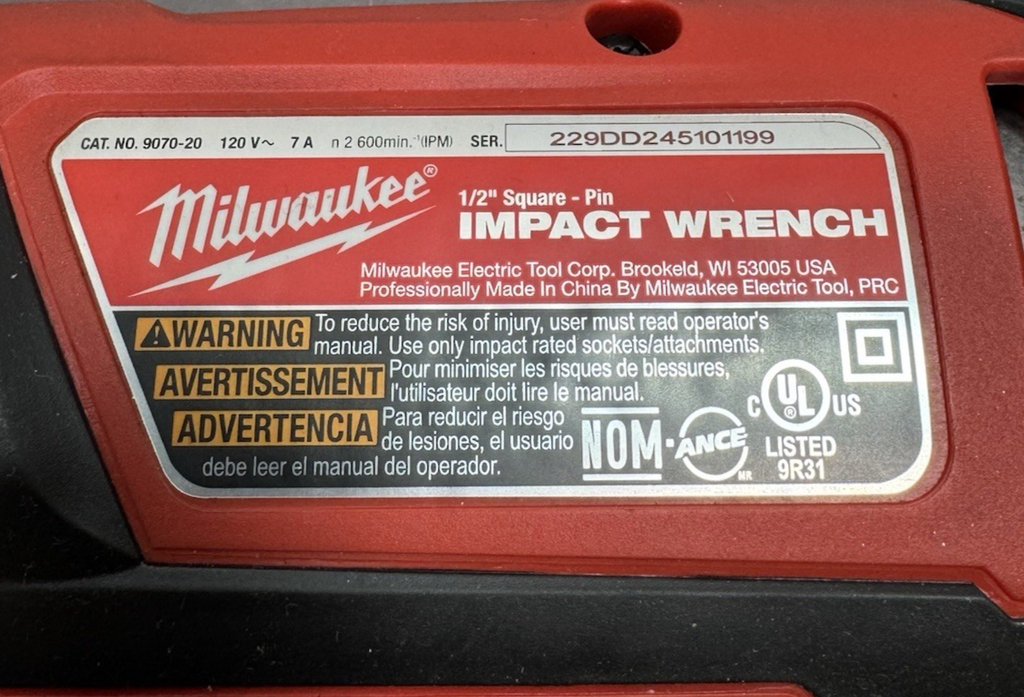 CAT. NO. 9070-20 120 V~ 7 A n 2 600min.⁻¹(IPM) SER. 229DD245101199
Milwaukee®
1/2" Square - Pin
IMPACT WRENCH
Milwaukee Electric Tool Corp. Brookeld, WI 53005 USA
Professionally Made In China By Milwaukee Electric Tool, PRC
WARNING To reduce the risk of injury, user must read operator's
manual. Use only impact rated sockets/attachments.
AVERTISSEMENT Pour minimiser les risques de blessures,
l'utilisateur doit lire le manual.
ADVERTENCIA Para reducir el riesgo
de lesiones, el usuario
debe leer el manual del operador.
NOM-ANCE MR
C UL® US
LISTED
9R31